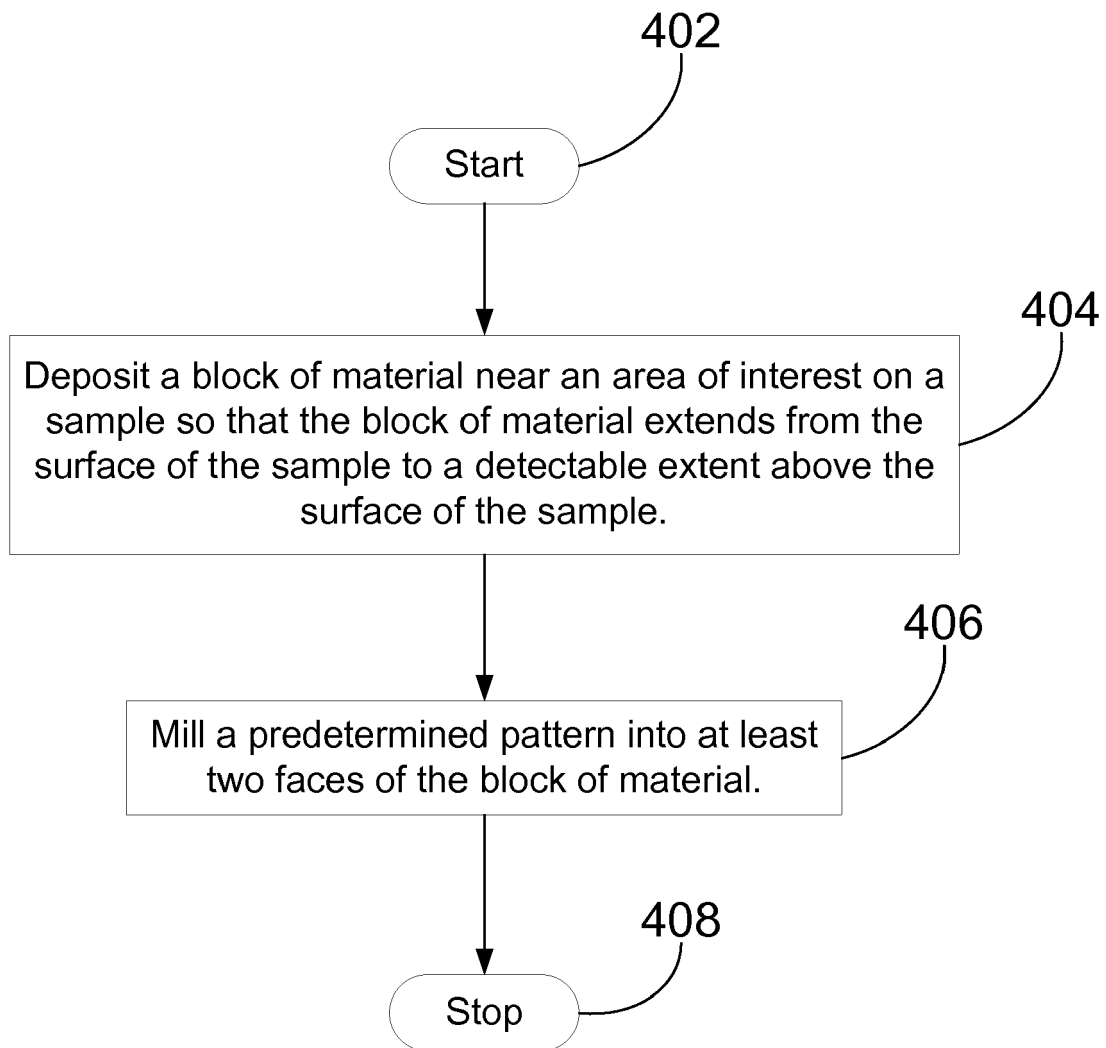 402
Start
404
Deposit a block of material near an area of interest on a
sample so that the block of material extends from the
surface of the sample to a detectable extent above the
surface of the sample.
406
Mill a predetermined pattern into at least
two faces of the block of material.
408
Stop